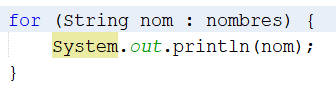 for (String nom : nombres) {
    System.out.println(nom);
}